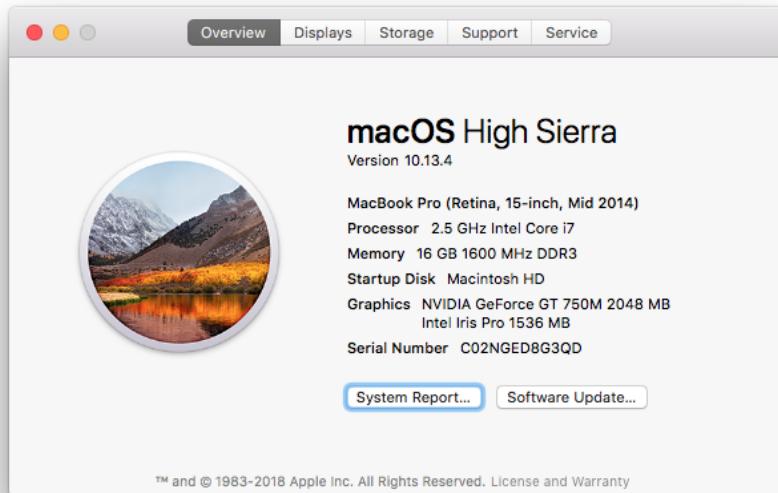 Overview Displays Storage Support Service
macOS High Sierra
Version 10.13.4
MacBook Pro (Retina, 15-inch, Mid 2014)
Processor 2.5 GHz Intel Core i7
Memory 16 GB 1600 MHz DDR3
Startup Disk Macintosh HD
Graphics NVIDIA GeForce GT 750M 2048 MB
Intel Iris Pro 1536 MB
Serial Number C02NGED8G3QD
System Report... Software Update...
™ and © 1983-2018 Apple Inc. All Rights Reserved. License and Warranty